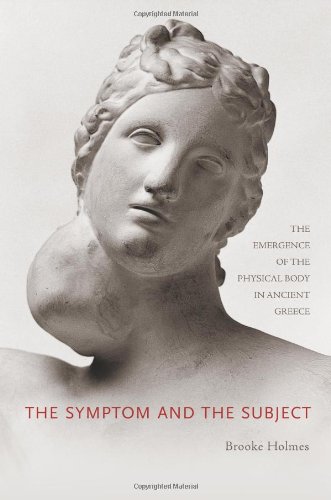 THE
EMERGENCE
OF THE
PHYSICAL BODY
IN ANCIENT
GREECE
THE SYMPTOM AND THE SUBJECT
Brooke Holmes